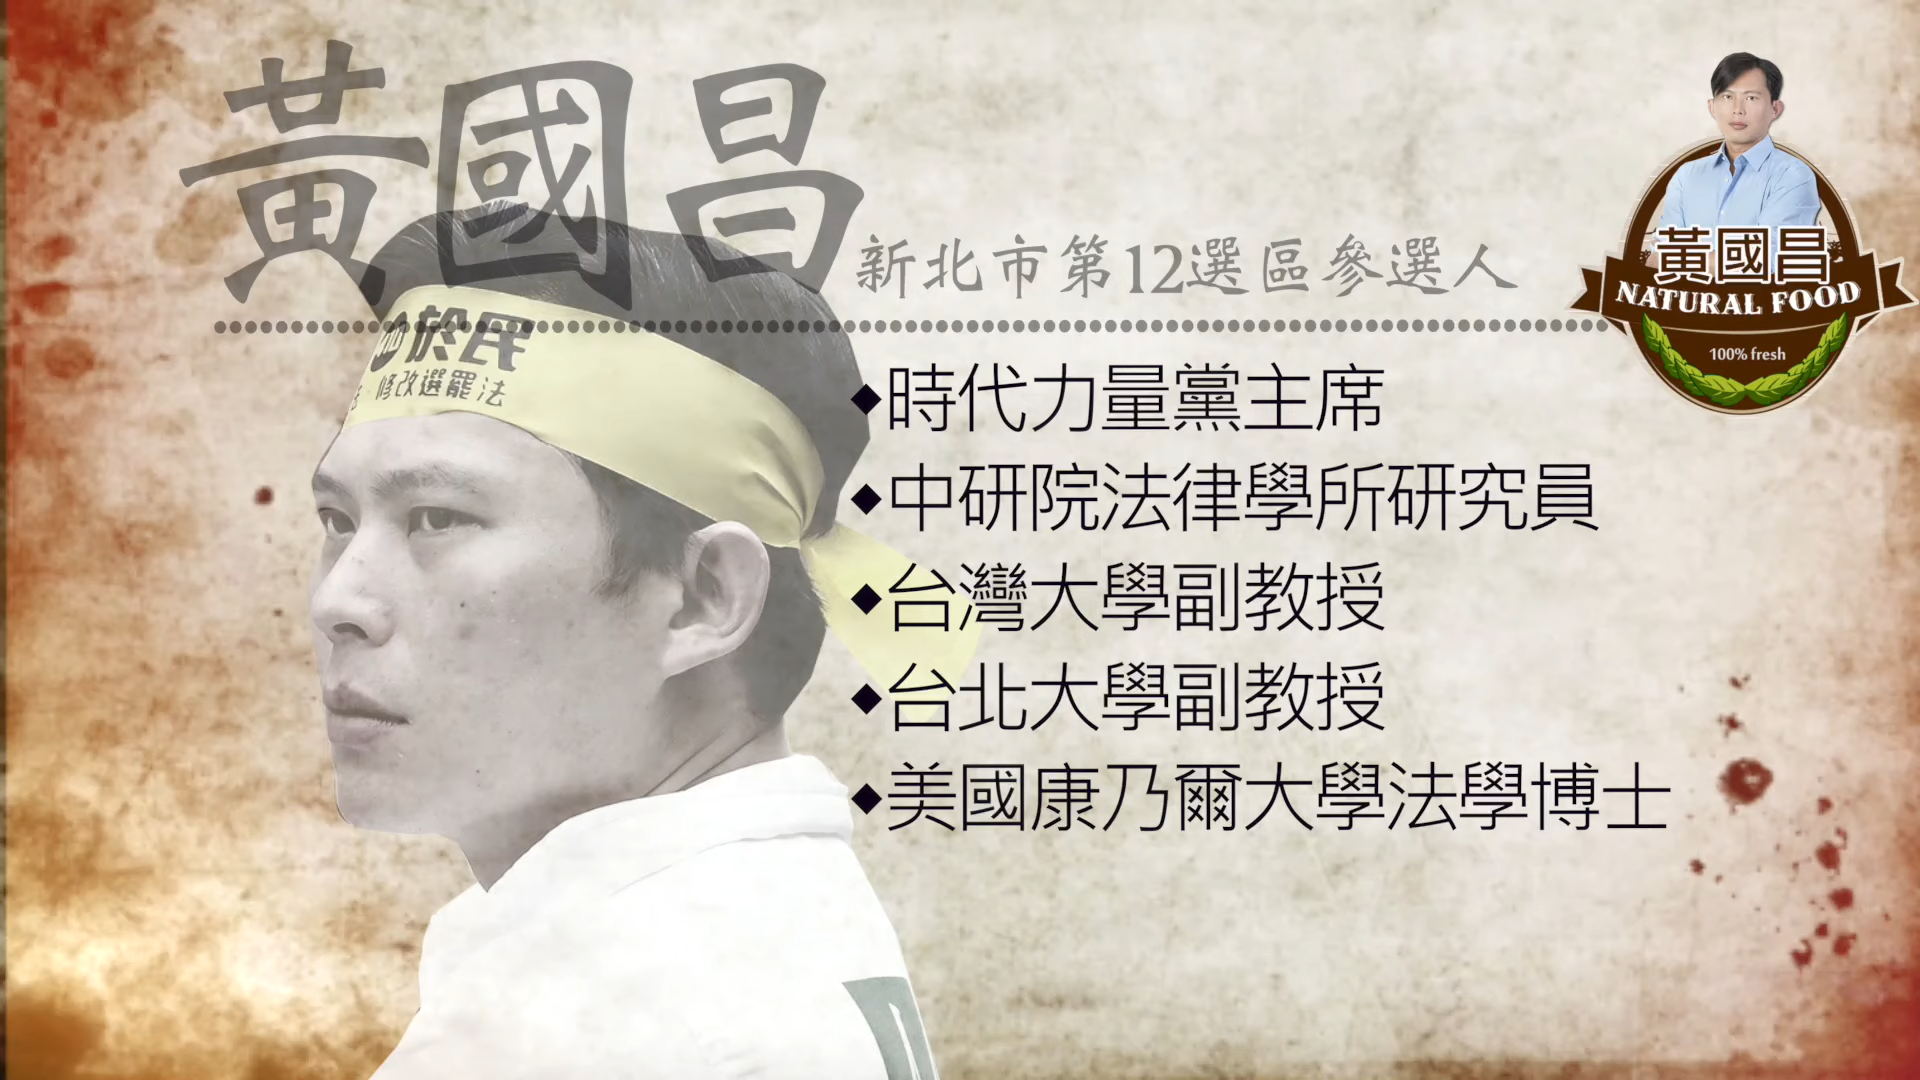 黃國昌
新北市第12選區參選人
黃國昌
NATURAL FOOD
100% fresh
於民
修改選罷法
◆時代力量黨主席
◆中研院法律學所研究員
◆台灣大學副教授
◆台北大學副教授
◆美國康乃爾大學法學博士